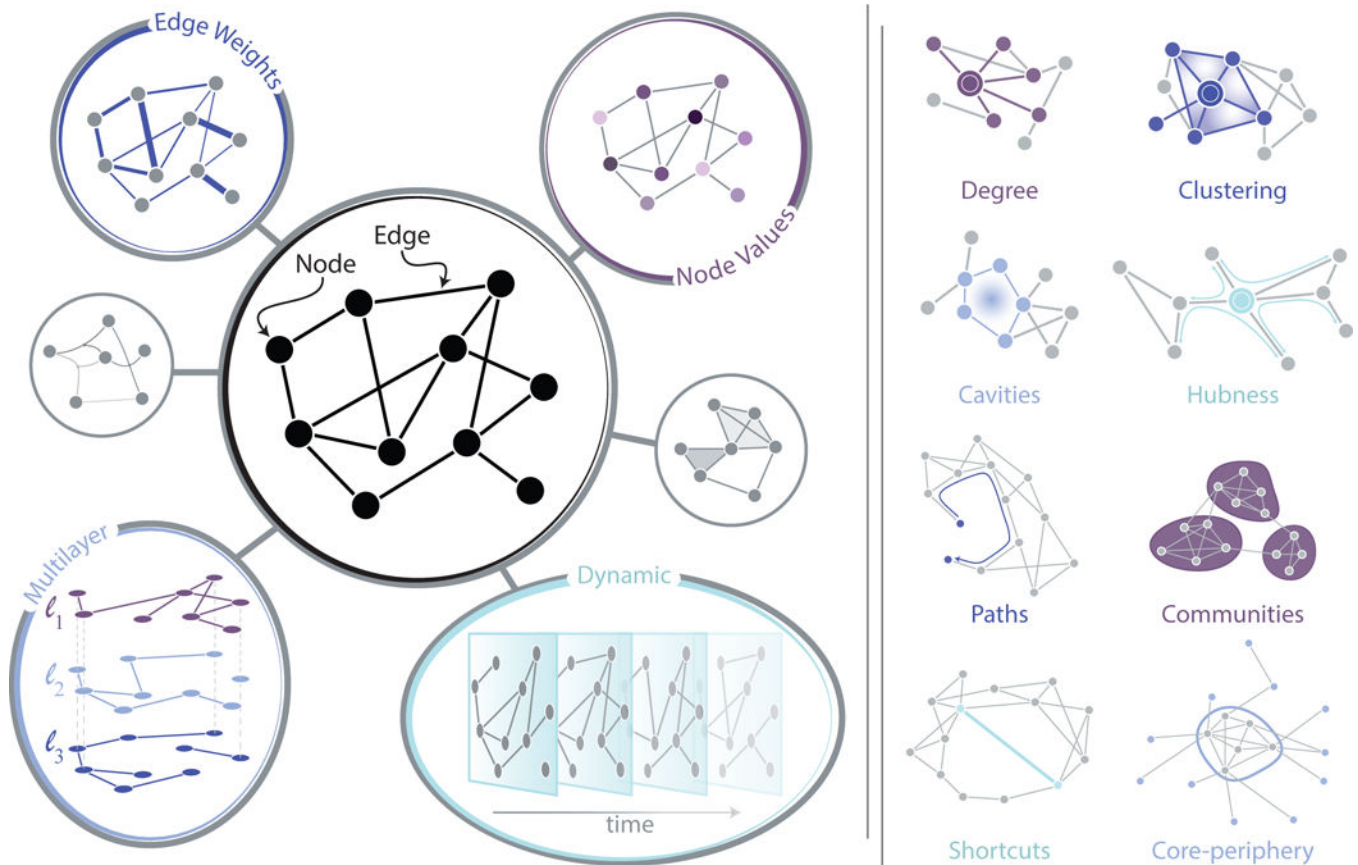 Edge Weights
Node Values
Edge
Node
Multilayer
ℓ1
ℓ2
ℓ3
Dynamic
time
Degree
Clustering
Cavities
Hubness
Paths
Communities
Shortcuts
Core-periphery